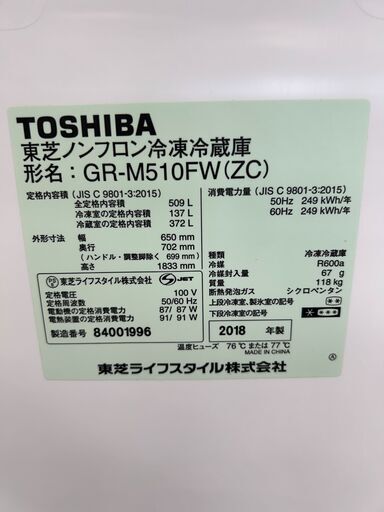 TOSHIBA
東芝ノンフロン冷凍冷蔵庫
形名：GR-M510FW(ZC)
定格内容積 (JIS C 9801-3:2015)
全定格内容積 509 L
冷凍室の定格内容積 137 L
冷蔵室の定格内容積 372 L
外形寸法 幅 650 mm
奥行 702 mm
(ハンドル・調整脚除く 699 mm)
高さ 1833 mm
消費電力量 (JIS C 9801-3:2015)
50Hz 249 kWh/年
60Hz 249 kWh/年
東芝ライフスタイル株式会社
JET
定格電圧 100 V
定格周波数 50/60 Hz
電動機の定格消費電力 87/ 87 W
電熱装置の定格消費電力 91/ 91 W
製造番号 84001996
種類 冷凍冷蔵庫
冷媒 R600a
冷媒封入量 67 g
質量 118 kg
断熱発泡ガス シクロペンタン
上段冷凍室、製氷室の記号
下段冷凍室の記号
2018 年製
温度ヒューズ 76℃ または 77℃
MADE IN CHINA
Ⓐ
東芝ライフスタイル株式会社